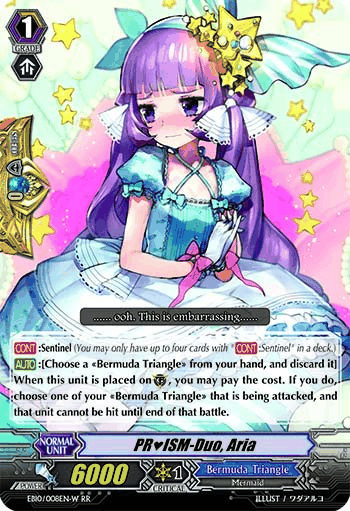 1
GRADE
...... ooh. This is embarrassing......
CONT :Sentinel (You may only have up to four cards with "CONT :Sentinel" in a deck.)
AUTO :[Choose a «Bermuda Triangle» from your hand, and discard it]
When this unit is placed on , you may pay the cost. If you do,
choose one of your «Bermuda Triangle» that is being attacked, and
that unit cannot be hit until end of that battle.
NORMAL
UNIT
PR♥ISM-Duo, Aria
POWER
6000
1
CRITICAL
Bermuda Triangle
Mermaid
EB10/008EN-W RR
ILLUST / ワダアルコ